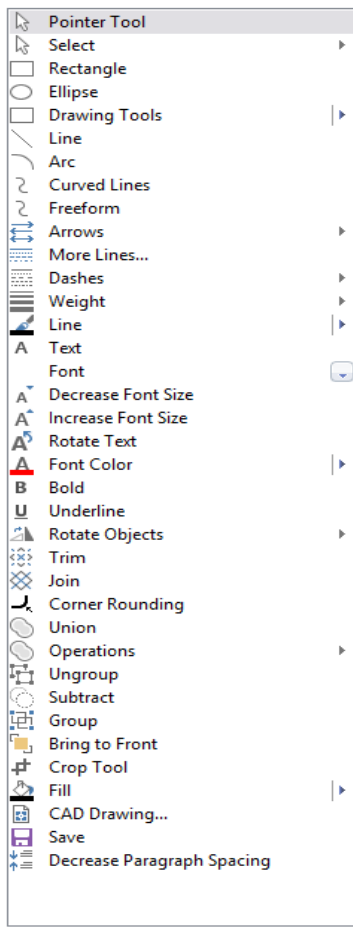 Pointer Tool
Select
Rectangle
Ellipse
Drawing Tools
Line
Arc
Curved Lines
Freeform
Arrows
More Lines...
Dashes
Weight
Line
A Text
Font
A Decrease Font Size
A Increase Font Size
A Rotate Text
A Font Color
B Bold
U Underline
Rotate Objects
Trim
Join
Corner Rounding
Union
Operations
Ungroup
Subtract
Group
Bring to Front
Crop Tool
Fill
CAD Drawing...
Save
Decrease Paragraph Spacing